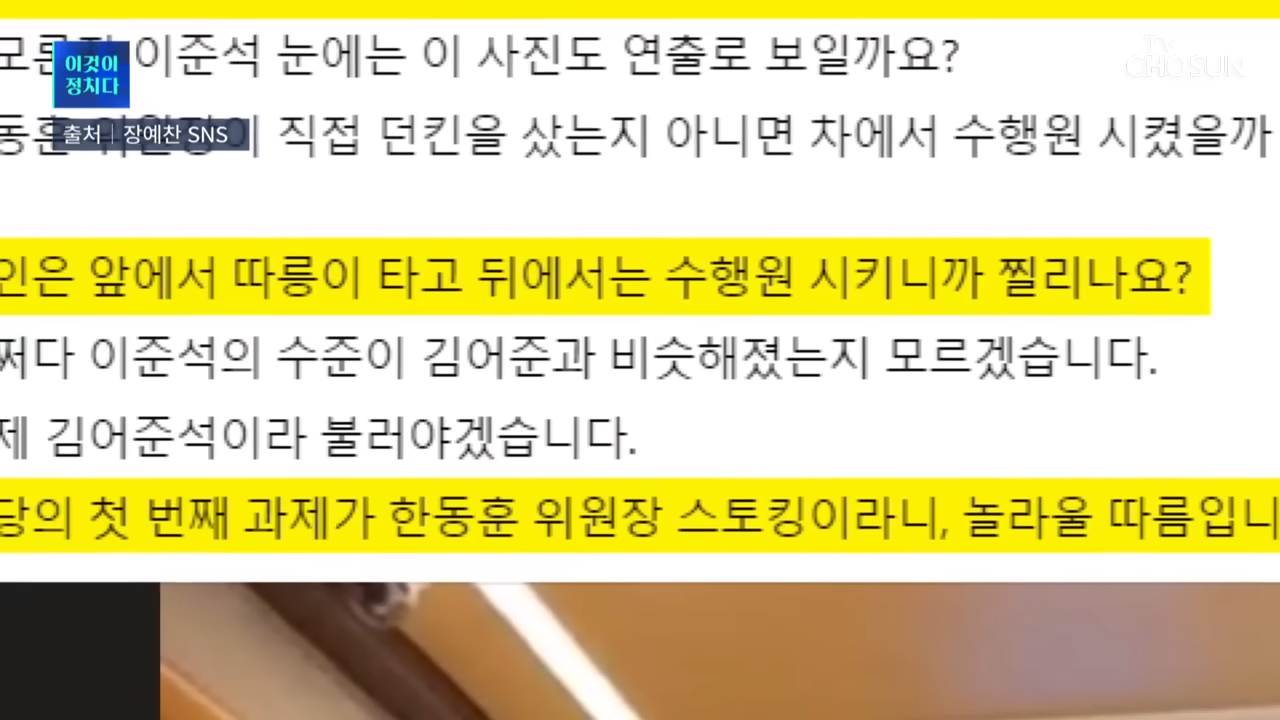 이준석 눈에는 이 사진도 연출로 보일까요?
TV CHOSUN
이것이
정치다
출처 | 장예찬 SNS
직접 던킨을 샀는지 아니면 차에서 수행원 시켰을까
인은 앞에서 따릉이 타고 뒤에서는 수행원 시키니까 찔리나요?
쩌다 이준석의 수준이 김어준과 비슷해졌는지 모르겠습니다.
제 김어준석이라 불러야겠습니다.
당의 첫 번째 과제가 한동훈 위원장 스토킹이라니, 놀라울 따름입니